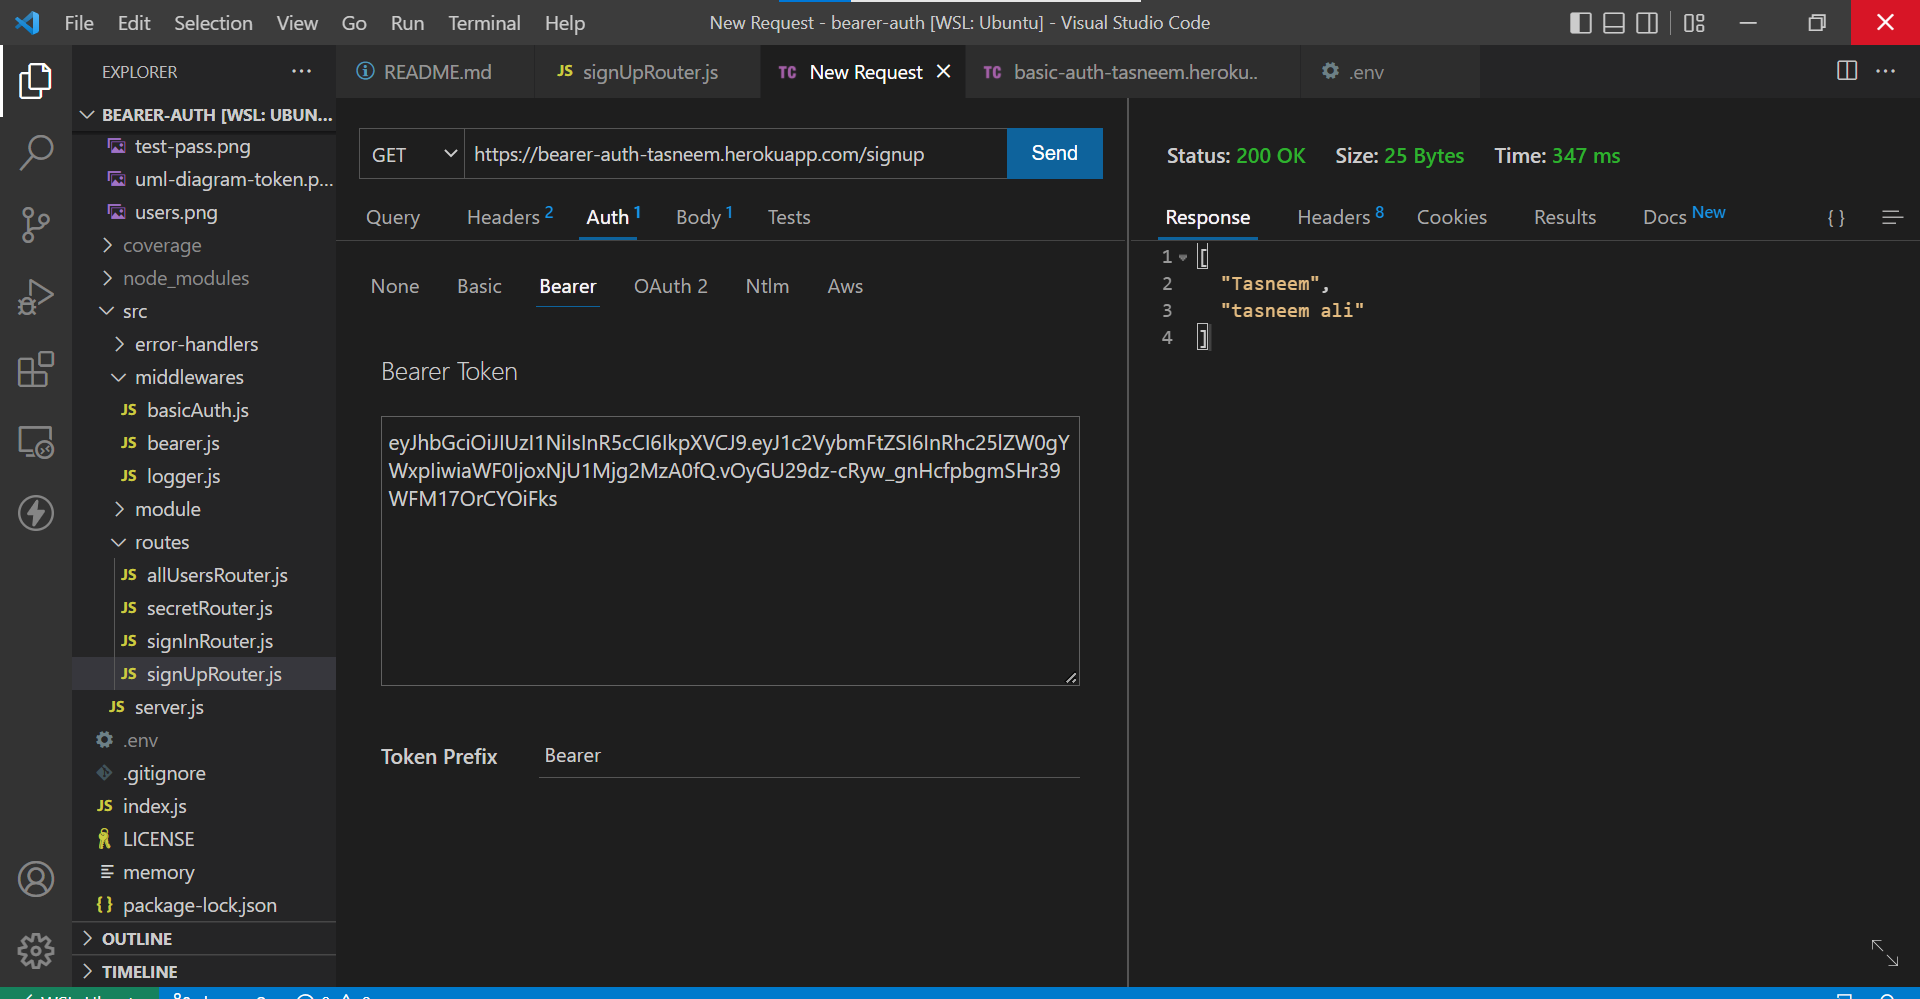 File Edit Selection View Go Run Terminal Help
New Request - bearer-auth [WSL: Ubuntu] - Visual Studio Code
EXPLORER
BEARER-AUTH [WSL: UBUN...
test-pass.png
uml-diagram-token.p...
users.png
coverage
node_modules
src
error-handlers
middlewares
JS basicAuth.js
JS bearer.js
JS logger.js
module
routes
JS allUsersRouter.js
JS secretRouter.js
JS signInRouter.js
JS signUpRouter.js
JS server.js
.env
.gitignore
JS index.js
LICENSE
memory
{} package-lock.json
OUTLINE
TIMELINE
README.md
JS signUpRouter.js
TC New Request
TC basic-auth-tasneem.heroku..
.env
GET https://bearer-auth-tasneem.herokuapp.com/signup Send
Query Headers 2 Auth 1 Body 1 Tests
None Basic Bearer OAuth 2 Ntlm Aws
Bearer Token
eyJhbGciOiJIUzI1NiIsInR5cCI6IkpXVCJ9.eyJ1c2VybmFtZSI6InRhc25lZW0gY
WxpIiwiaWF0IjoxNjU1Mjg2MzA0fQ.vOyGU29dz-cRyw_gnHcfpbgmSHr39
WFM17OrCYOiFks
Token Prefix Bearer
Status: 200 OK Size: 25 Bytes Time: 347 ms
Response Headers 8 Cookies Results Docs New { }
1 [
2 "Tasneem",
3 "tasneem ali"
4 ]